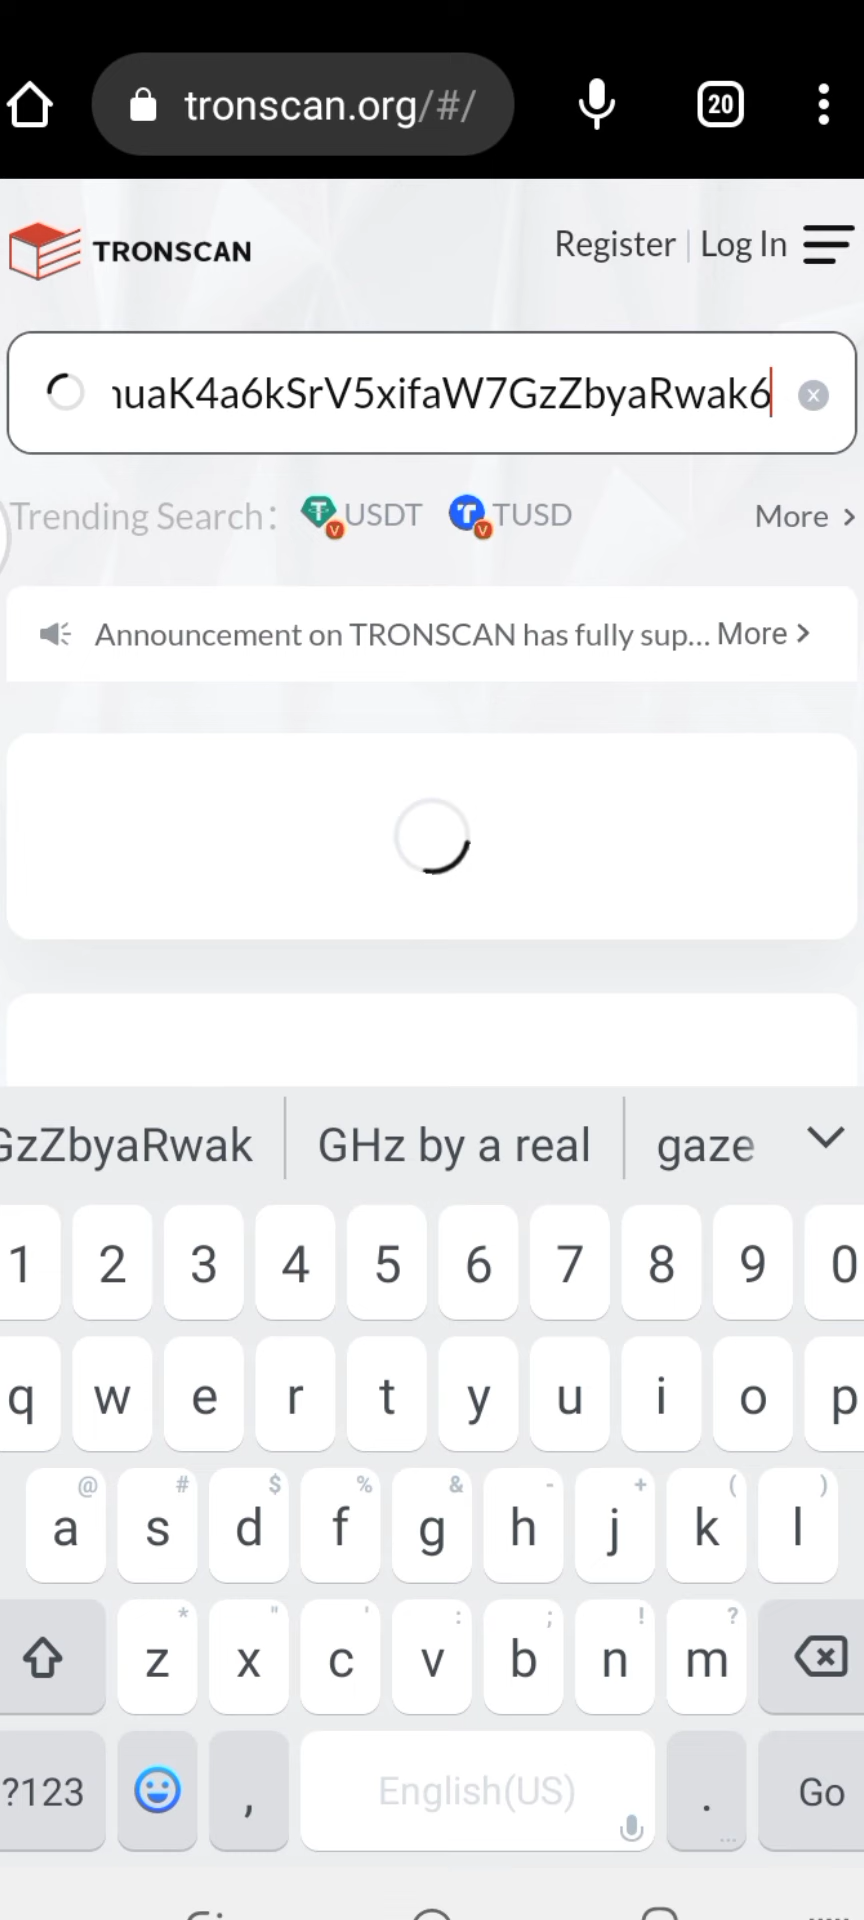 tronscan.org/#/
20
TRONSCAN
Register | Log In
nuaK4a6kSrV5xifaW7GzZbyaRwak6
Trending Search: USDT TUSD More >
Announcement on TRONSCAN has fully sup... More >
GzZbyaRwak GHz by a real gaze
1 2 3 4 5 6 7 8 9 0
q w e r t y u i o p
@ # $ % & - + ( )
a s d f g h j k l
* " ' : ; ! ?
z x c v b n m
?123 , English(US) . Go
...